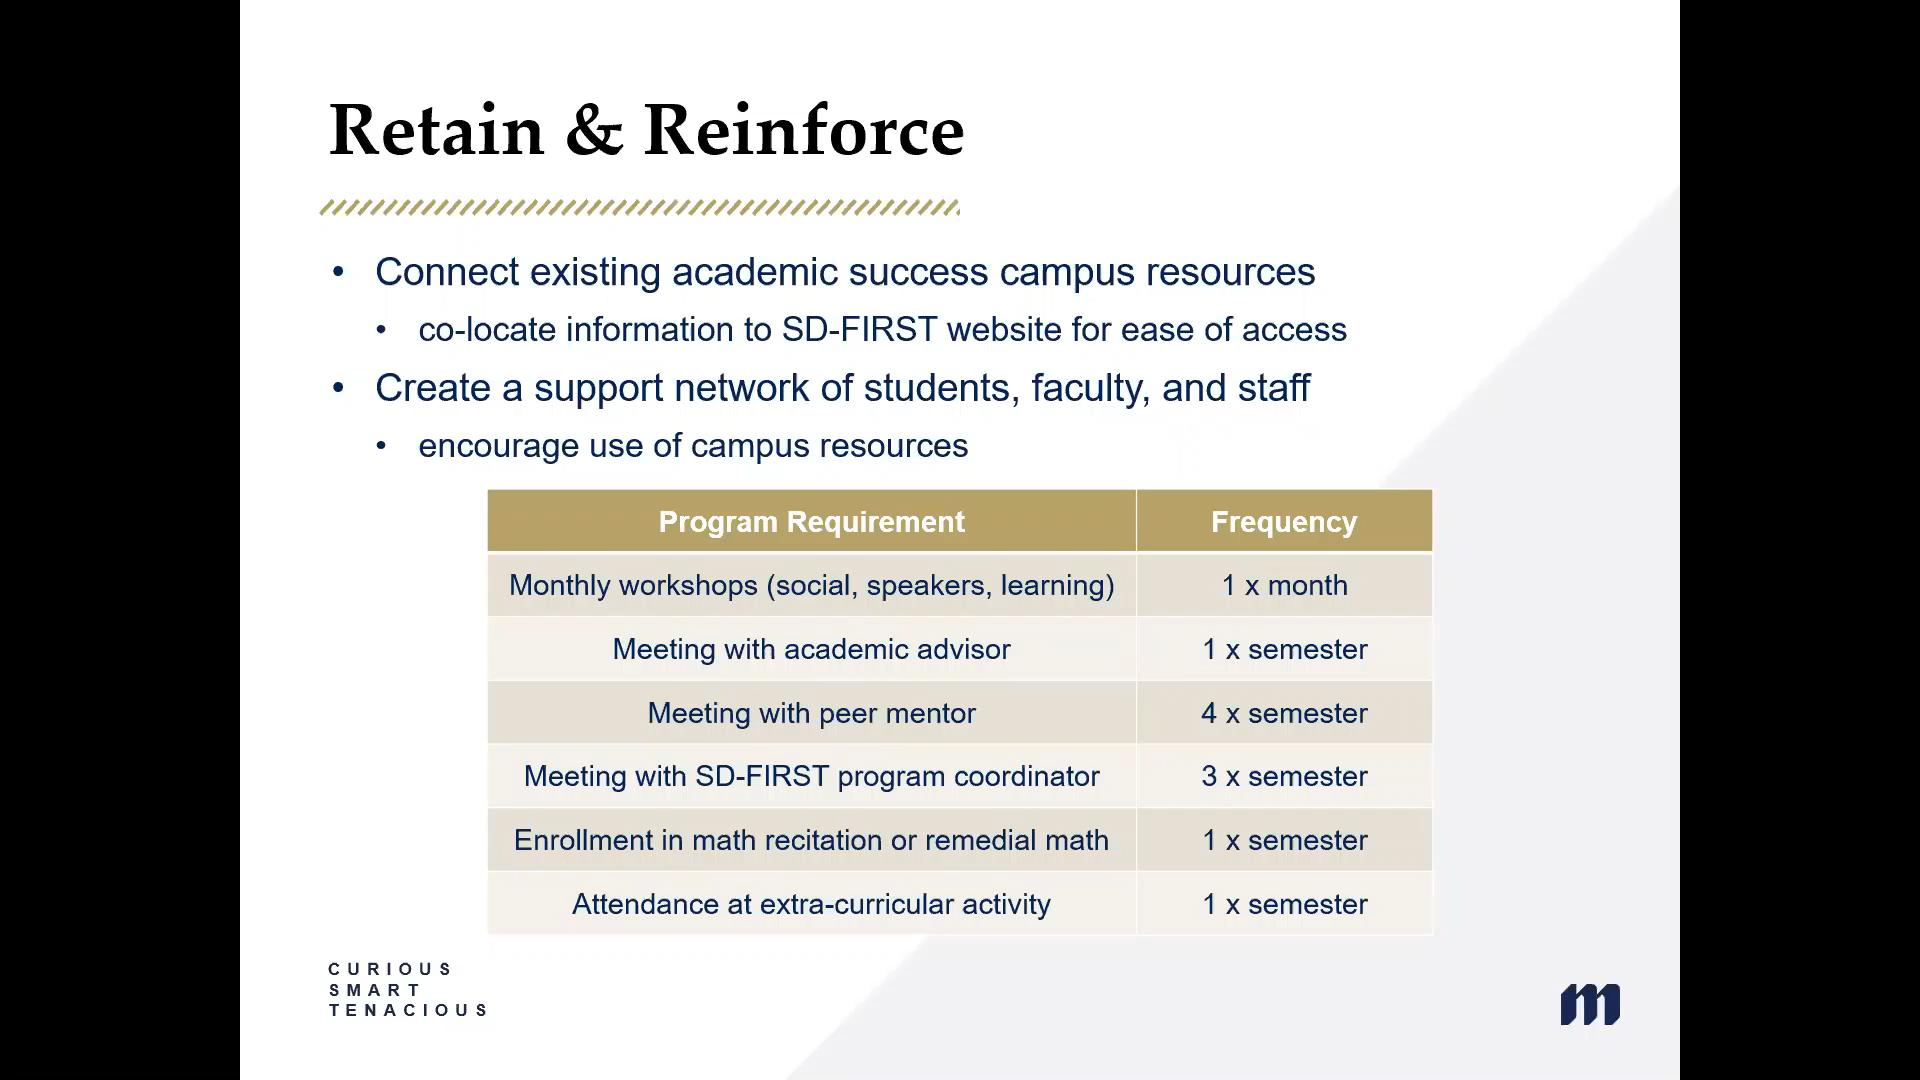 Retain & Reinforce
• Connect existing academic success campus resources
• co-locate information to SD-FIRST website for ease of access
• Create a support network of students, faculty, and staff
• encourage use of campus resources
Program Requirement Frequency
Monthly workshops (social, speakers, learning) 1 x month
Meeting with academic advisor 1 x semester
Meeting with peer mentor 4 x semester
Meeting with SD-FIRST program coordinator 3 x semester
Enrollment in math recitation or remedial math 1 x semester
Attendance at extra-curricular activity 1 x semester
CURIOUS
SMART
TENACIOUS
m